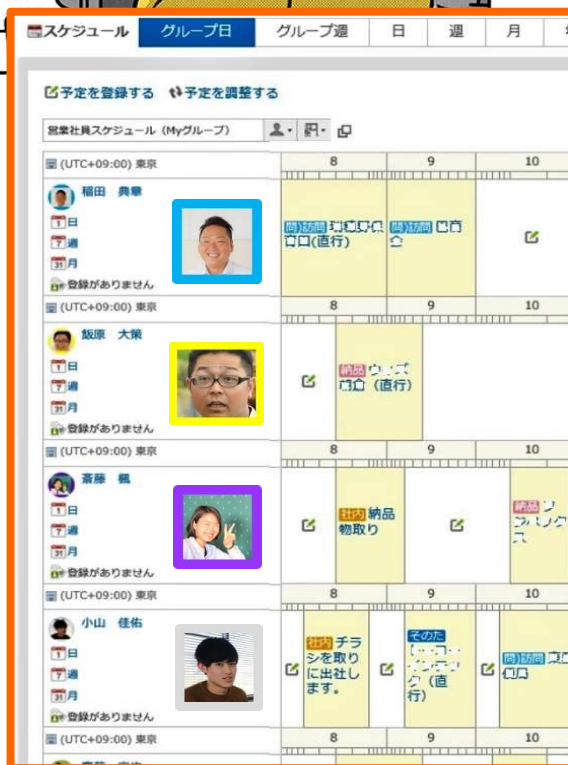 スケジュール グループ日 グループ週 日 週 月
予定を登録する 予定を調整する
営業社員スケジュール（Myグループ）
(UTC+09:00) 東京 8 9 10
稲田 典章
日
週
月
登録がありません
問)訪問
(直行)
問)訪問
(UTC+09:00) 東京 8 9 10
飯原 大策
日
週
月
登録がありません
納品
（直行）
(UTC+09:00) 東京 8 9 10
斎藤 楓
日
週
月
登録がありません
社内 納品
物取り
納品
(UTC+09:00) 東京 8 9 10
小山 佳佑
日
週
月
登録がありません
社内 チラ
シを取り
に出社し
ます。
そのた
（直
行）
問)訪問
(UTC+09:00) 東京 8 9 10